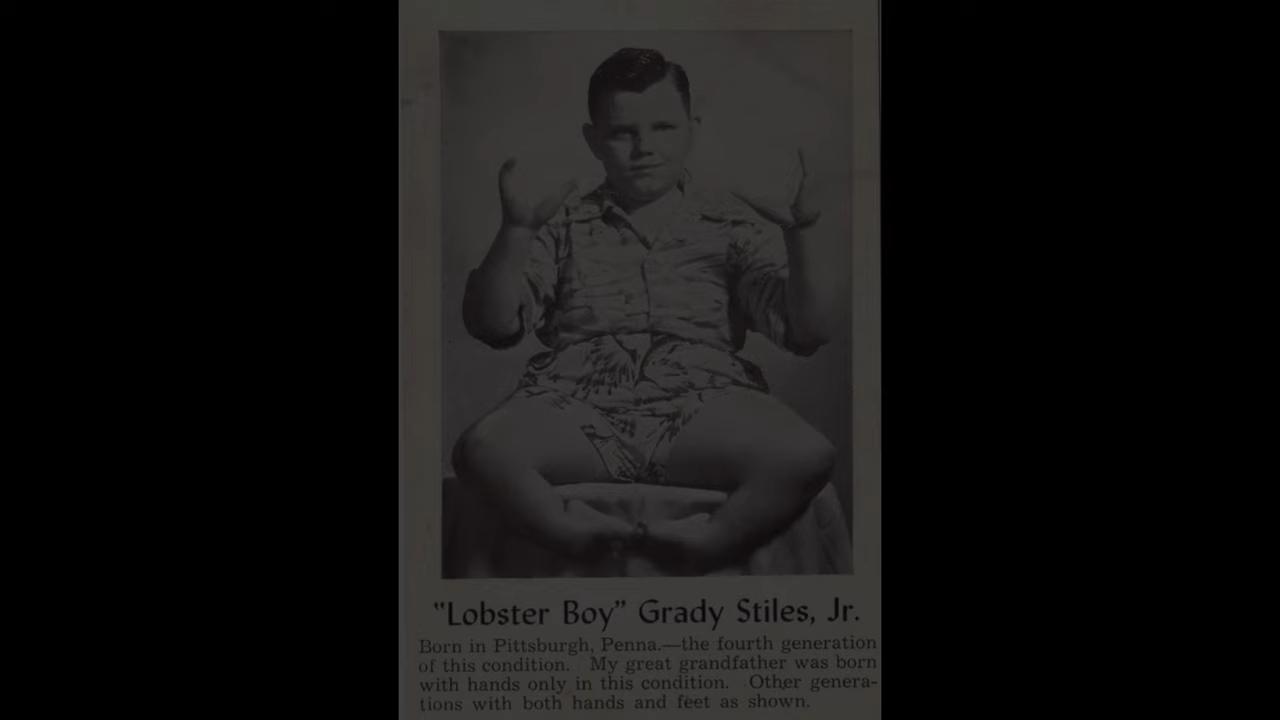 "Lobster Boy" Grady Stiles, Jr.
Born in Pittsburgh, Penna.—the fourth generation
of this condition. My great grandfather was born
with hands only in this condition. Other genera-
tions with both hands and feet as shown.